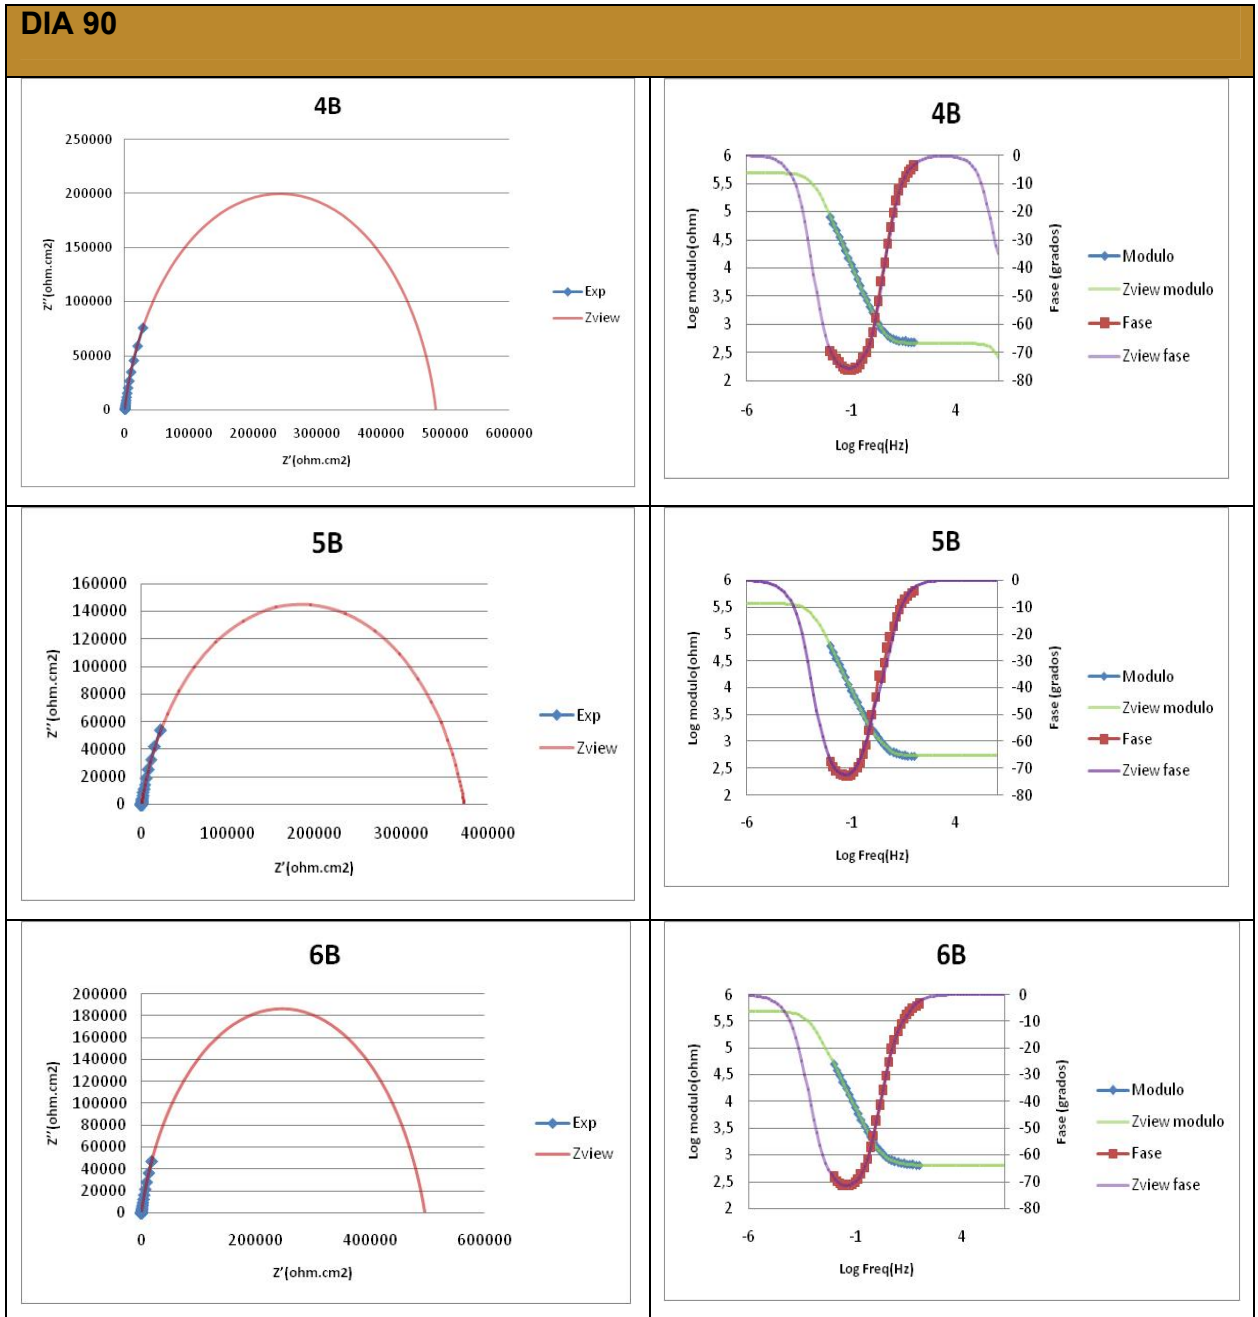 DIA 90
4B
250000
200000
150000
100000
50000
0
Z''(ohm.cm2)
0 100000 200000 300000 400000 500000 600000
Z'(ohm.cm2)
Exp
Zview
4B
6
5,5
5
4,5
4
3,5
3
2,5
2
Log modulo(ohm)
0
-10
-20
-30
-40
-50
-60
-70
-80
Fase (grados)
-6 -1 4
Log Freq(Hz)
Modulo
Zview modulo
Fase
Zview fase
5B
160000
140000
120000
100000
80000
60000
40000
20000
0
Z''(ohm.cm2)
0 100000 200000 300000 400000
Z'(ohm.cm2)
Exp
Zview
5B
6
5,5
5
4,5
4
3,5
3
2,5
2
Log modulo(ohm)
0
-10
-20
-30
-40
-50
-60
-70
-80
Fase (grados)
-6 -1 4
Log Freq(Hz)
Modulo
Zview modulo
Fase
Zview fase
6B
200000
180000
160000
140000
120000
100000
80000
60000
40000
20000
0
Z''(ohm.cm2)
0 200000 400000 600000
Z'(ohm.cm2)
Exp
Zview
6B
6
5,5
5
4,5
4
3,5
3
2,5
2
Log modulo(ohm)
0
-10
-20
-30
-40
-50
-60
-70
-80
Fase (grados)
-6 -1 4
Log Freq(Hz)
Modulo
Zview modulo
Fase
Zview fase